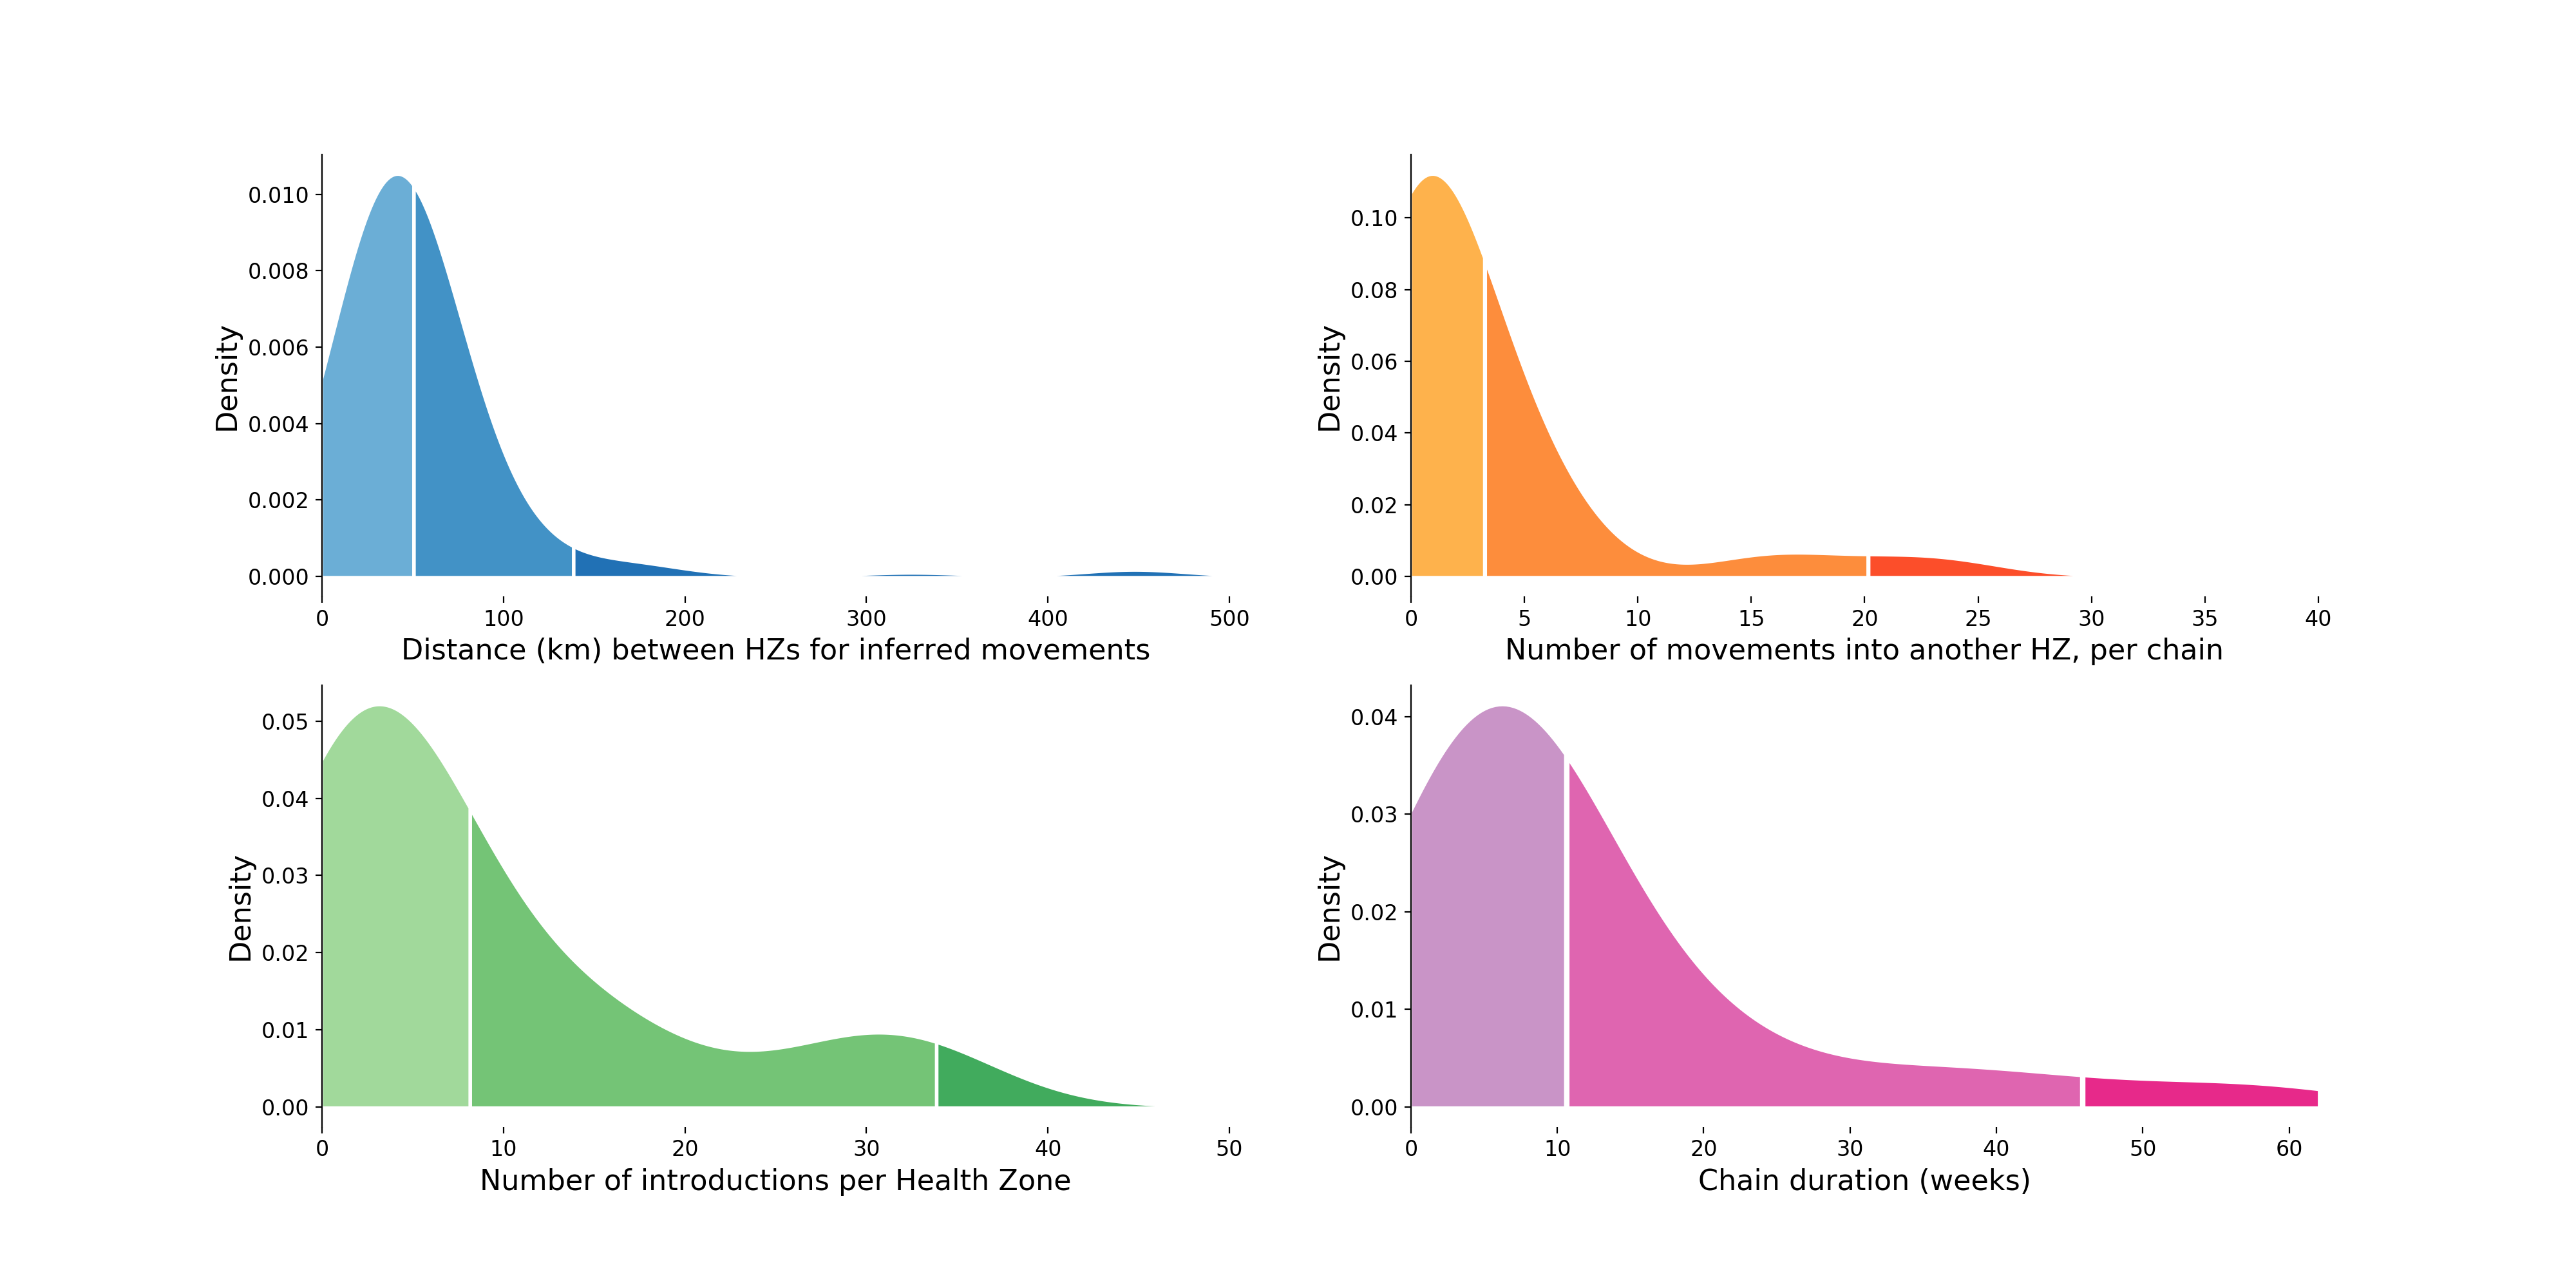 Density
0.010
0.008
0.006
0.004
0.002
0.000
0 100 200 300 400 500
Distance (km) between HZs for inferred movements
Density
0.10
0.08
0.06
0.04
0.02
0.00
0 5 10 15 20 25 30 35 40
Number of movements into another HZ, per chain
Density
0.05
0.04
0.03
0.02
0.01
0.00
0 10 20 30 40 50
Number of introductions per Health Zone
Density
0.04
0.03
0.02
0.01
0.00
0 10 20 30 40 50 60
Chain duration (weeks)